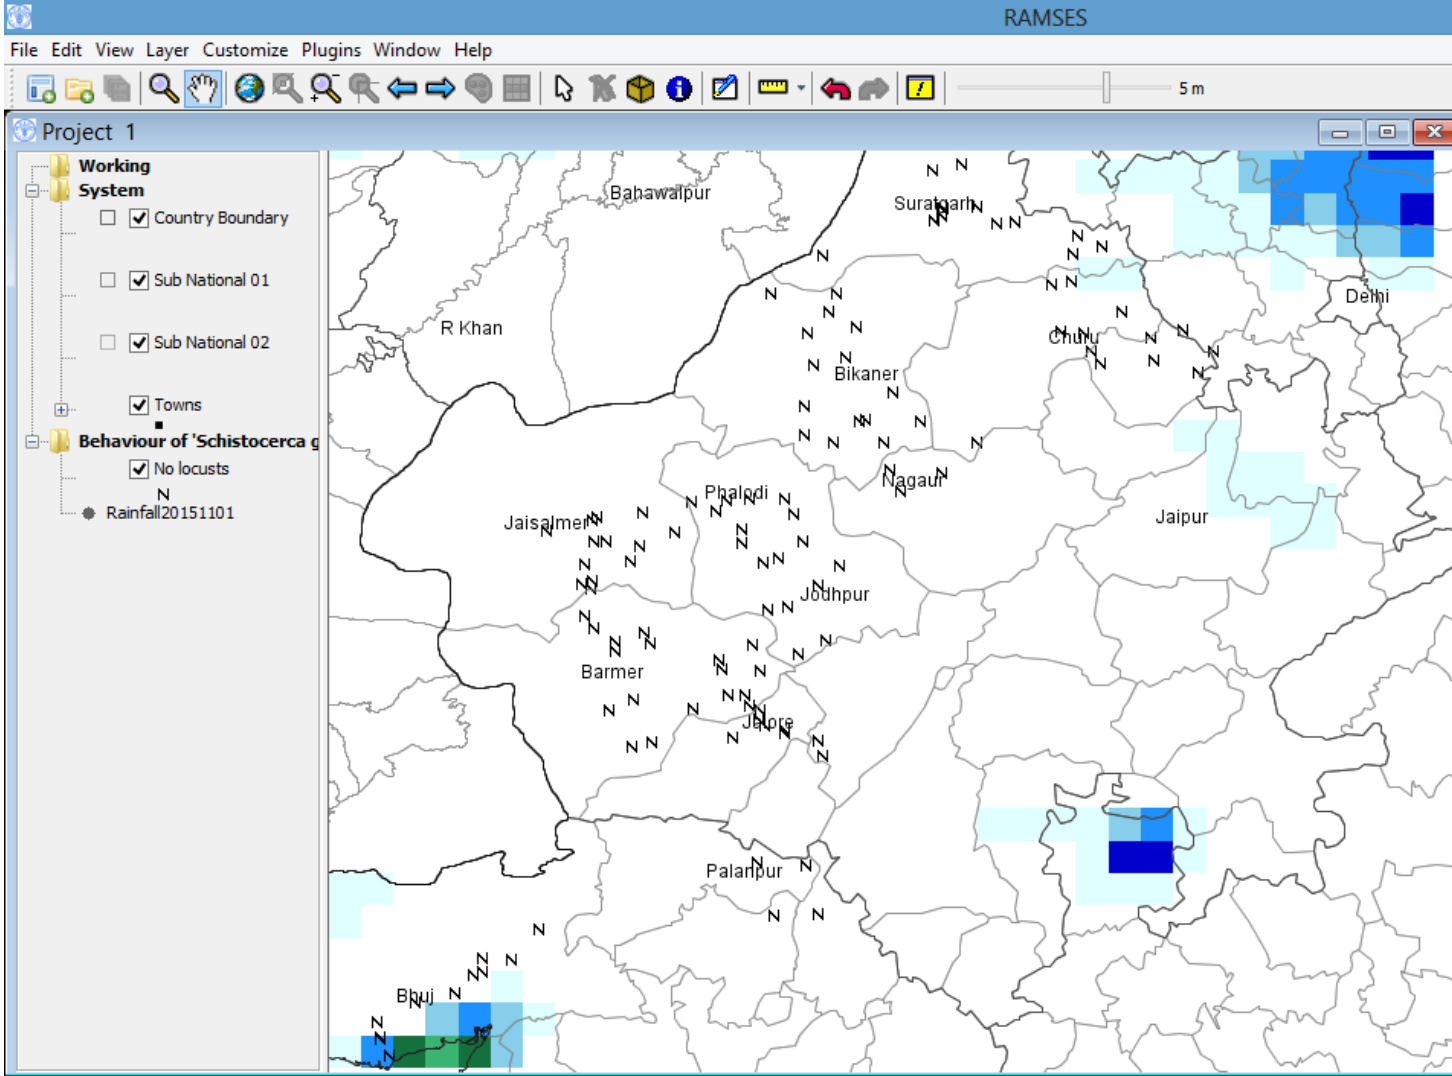 RAMSES
File Edit View Layer Customize Plugins Window Help
5 m
Project 1
Working
System
Country Boundary
Sub National 01
Sub National 02
Towns
Behaviour of 'Schistocerca g
No locusts
N
Rainfall20151101
Bahawalpur
Suratgarh
Delhi
R Khan
Churu
Bikaner
Nagaur
Phalodi
Jaisalmer
Jaipur
Jodhpur
Barmer
Jalore
Palanpur
Bhuj